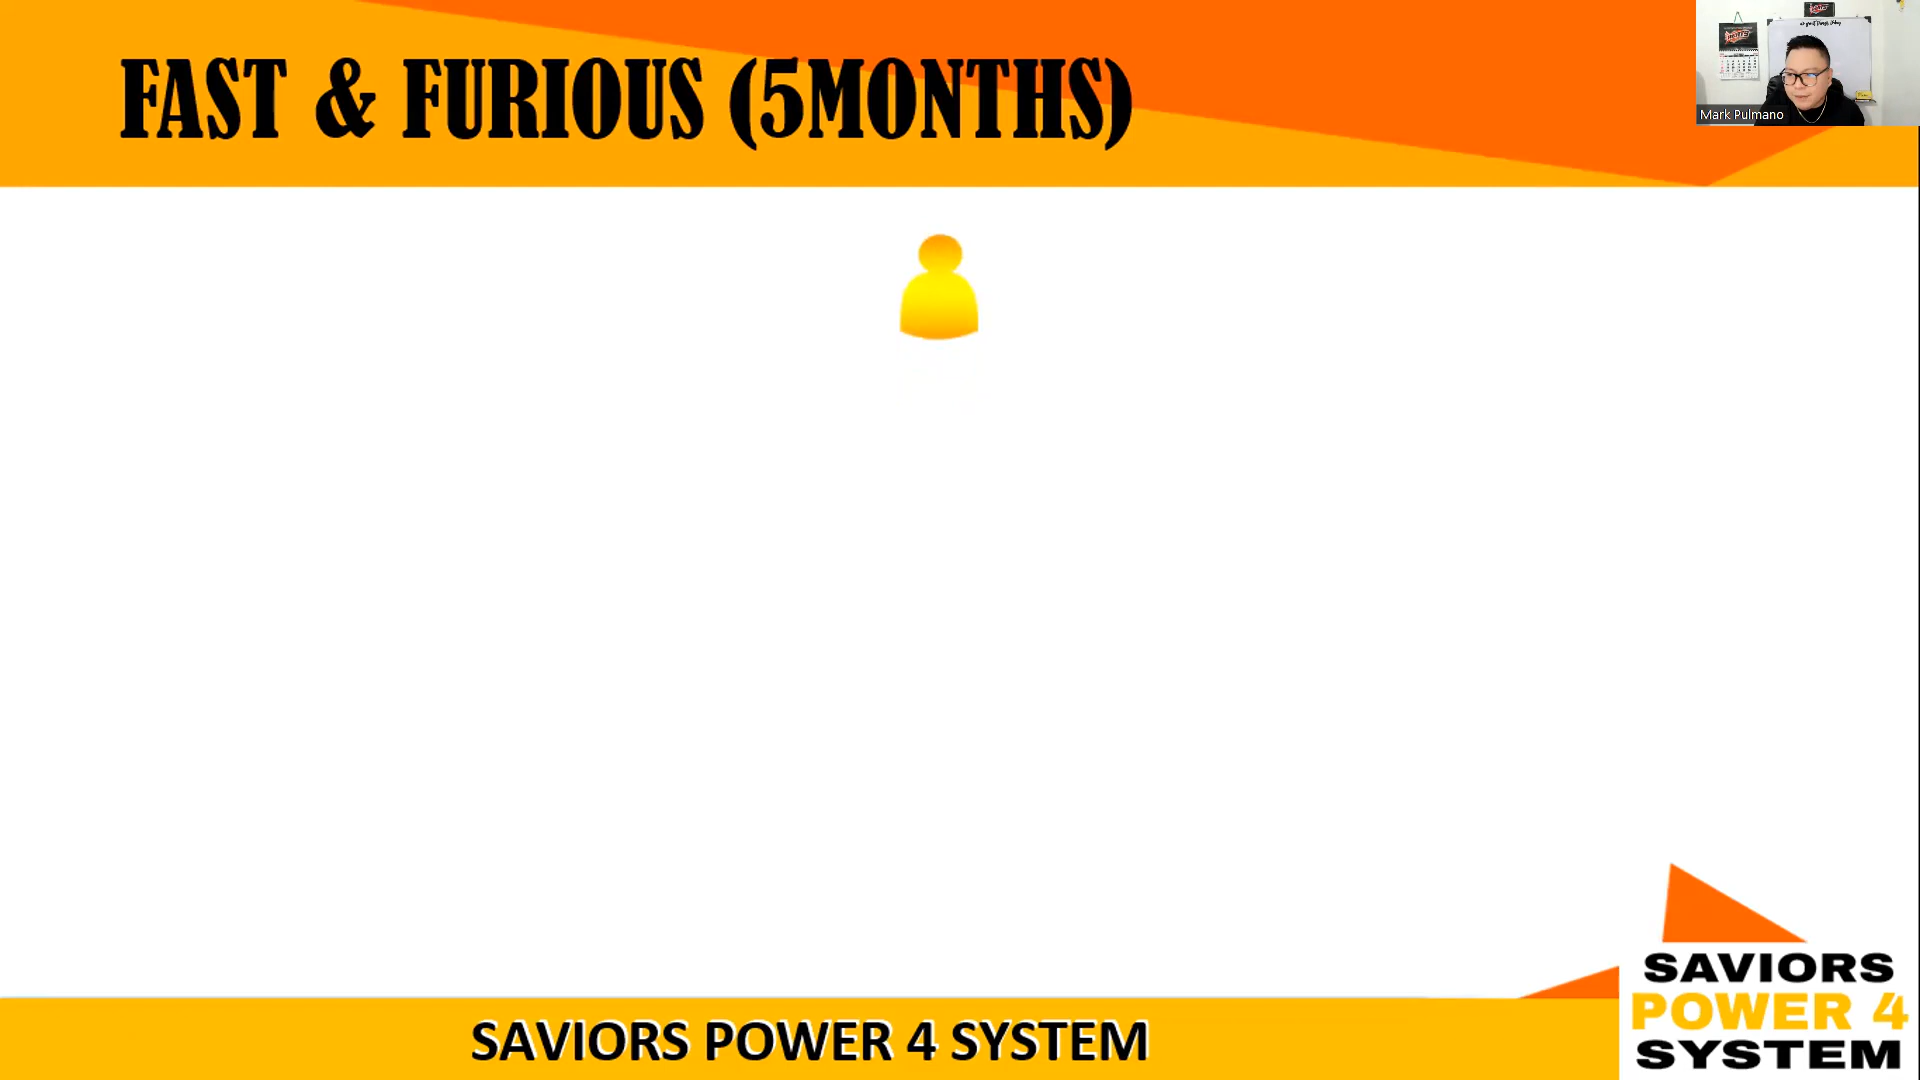 FAST & FURIOUS (5MONTHS)
Mark Pulmano
SAVIORS POWER 4 SYSTEM
SAVIORS
POWER 4
SYSTEM